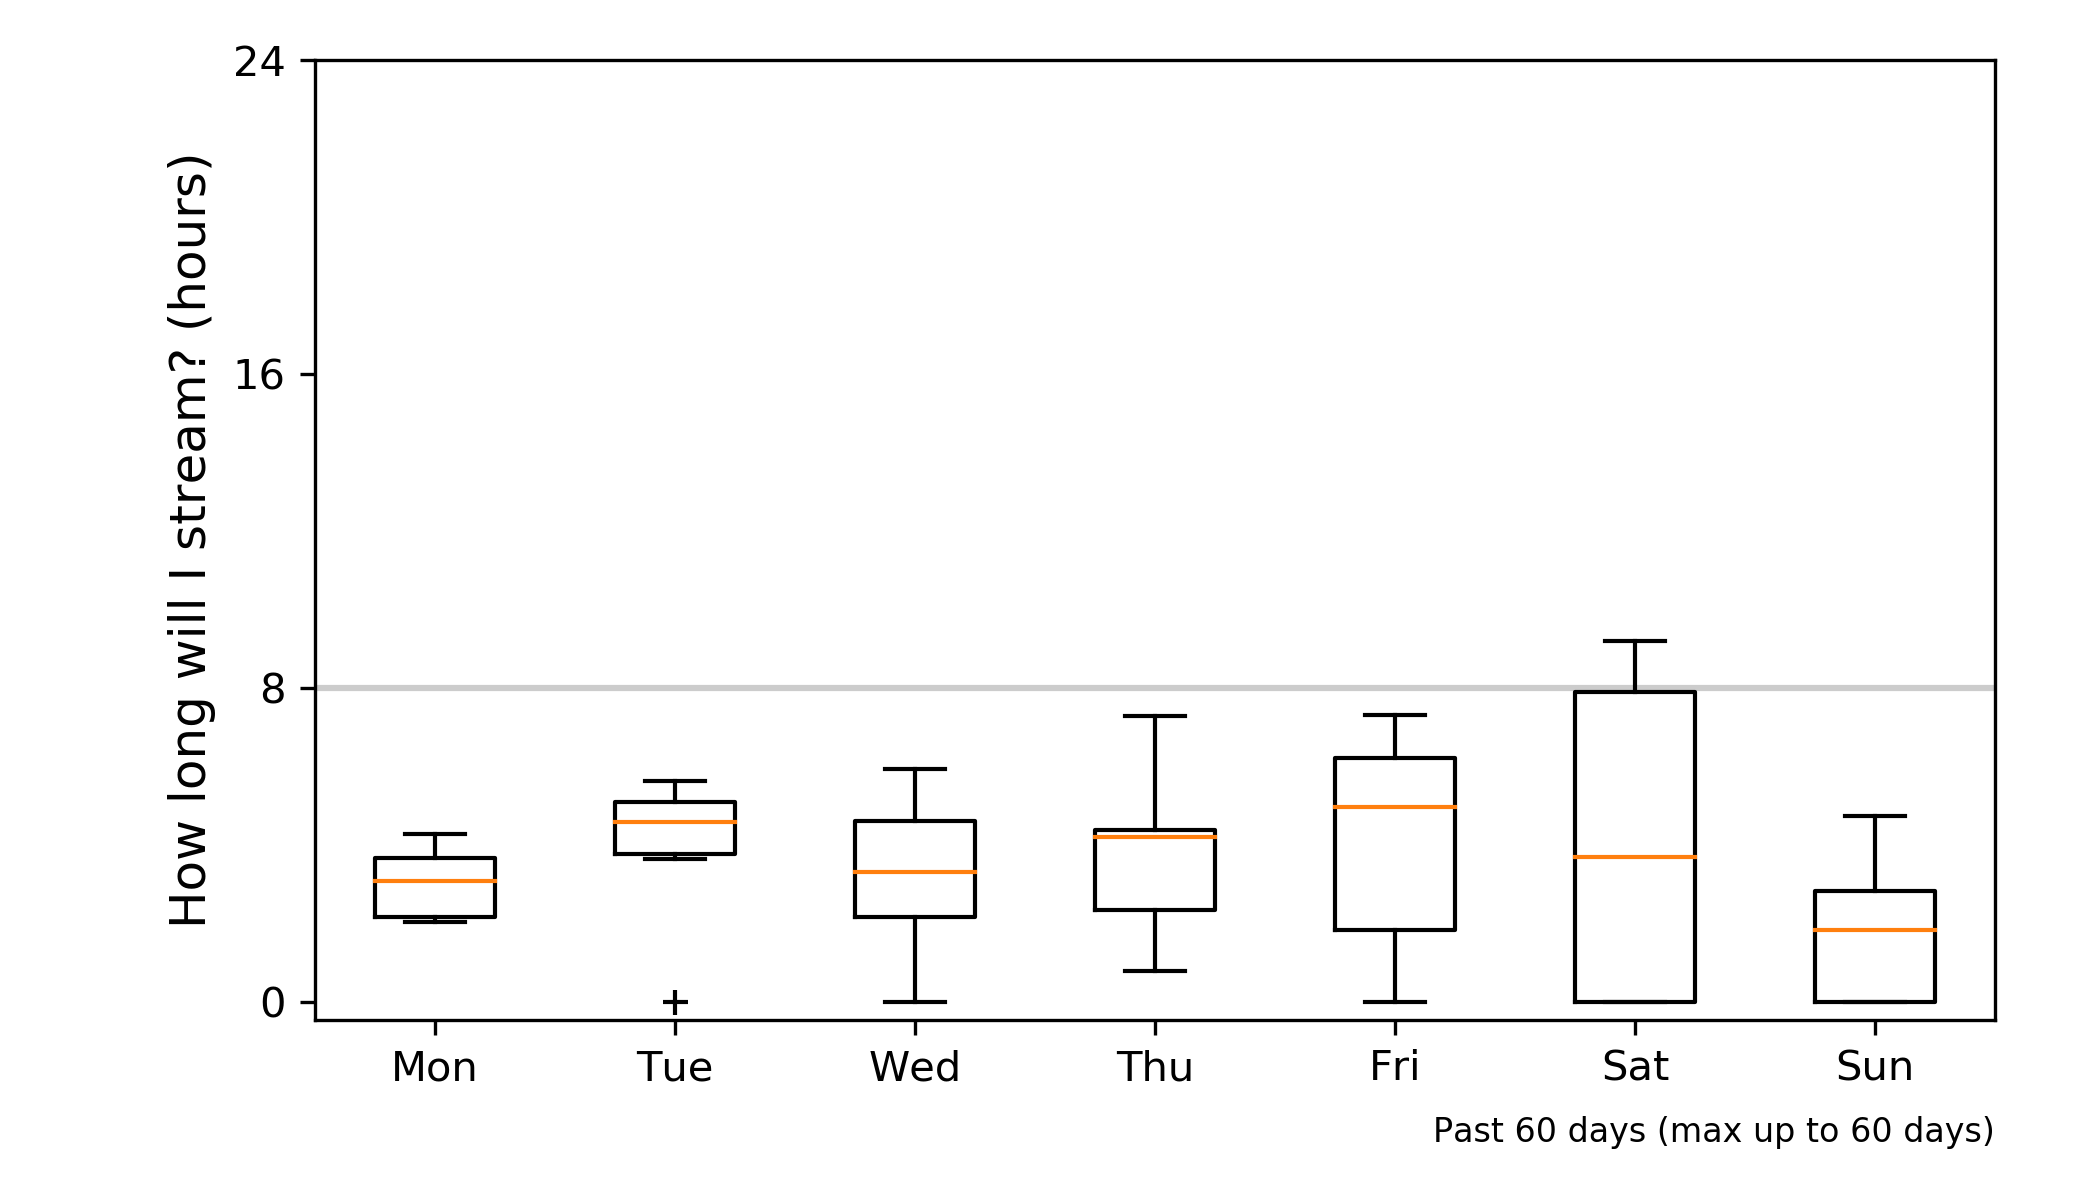 How long will I stream? (hours)
24
16
8
0
Mon Tue Wed Thu Fri Sat Sun
Past 60 days (max up to 60 days)